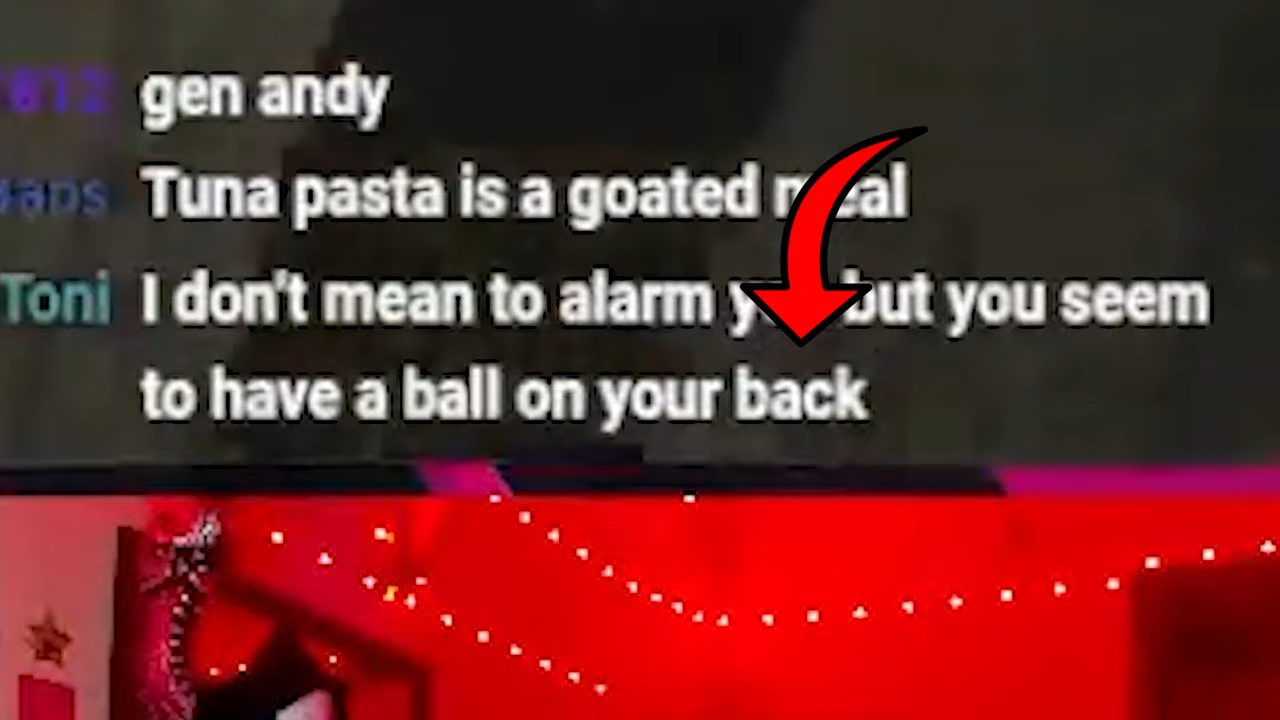 812 gen andy
Tuna pasta is a goated meal
Toni I don't mean to alarm but you seem
to have a ball on your back